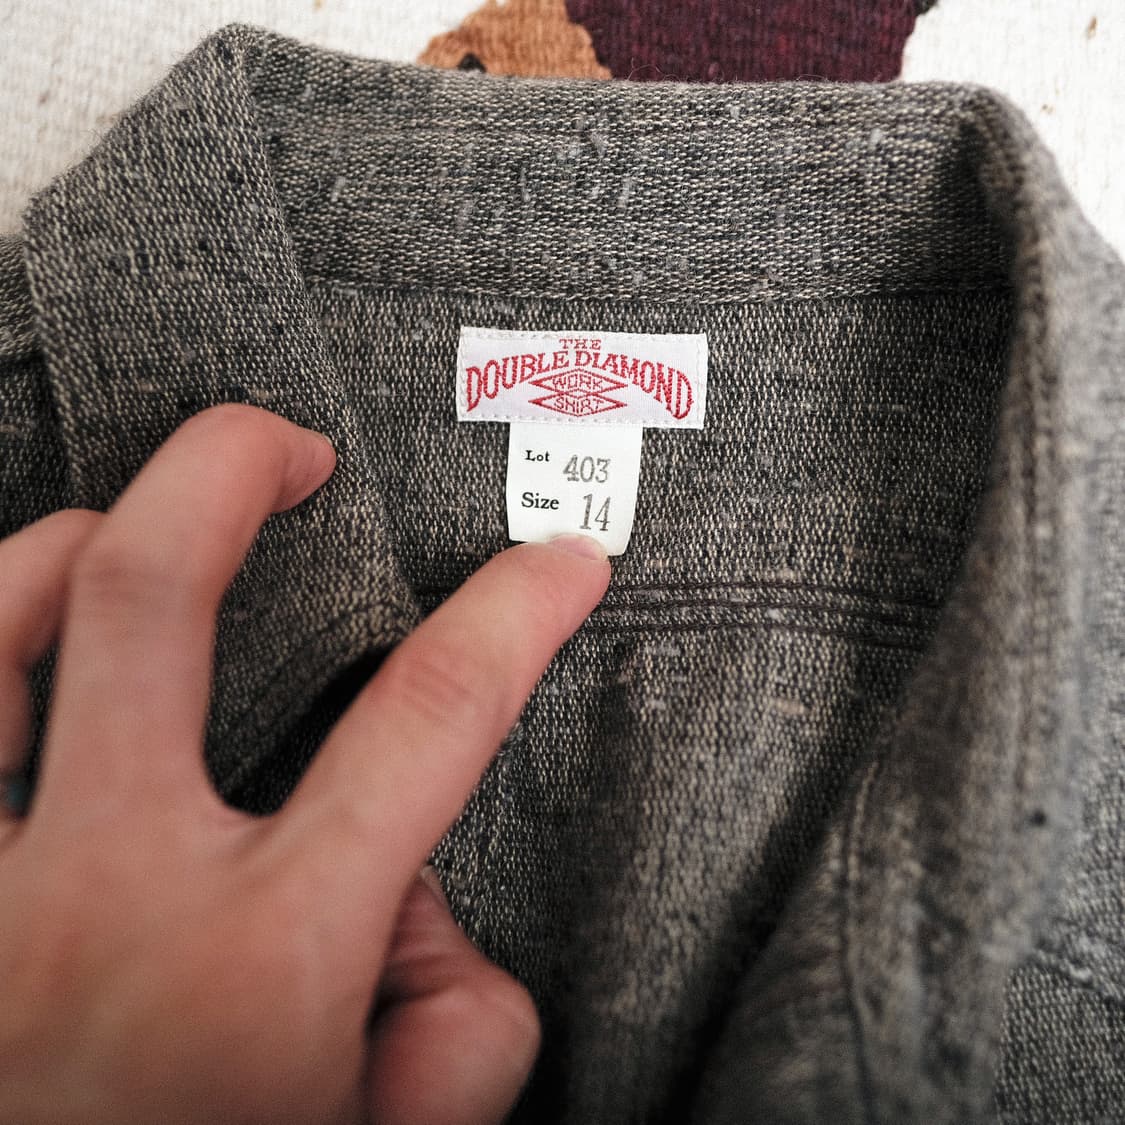 THE
DOUBLE DIAMOND
WORK
SHIRT
Lot 403
Size 14